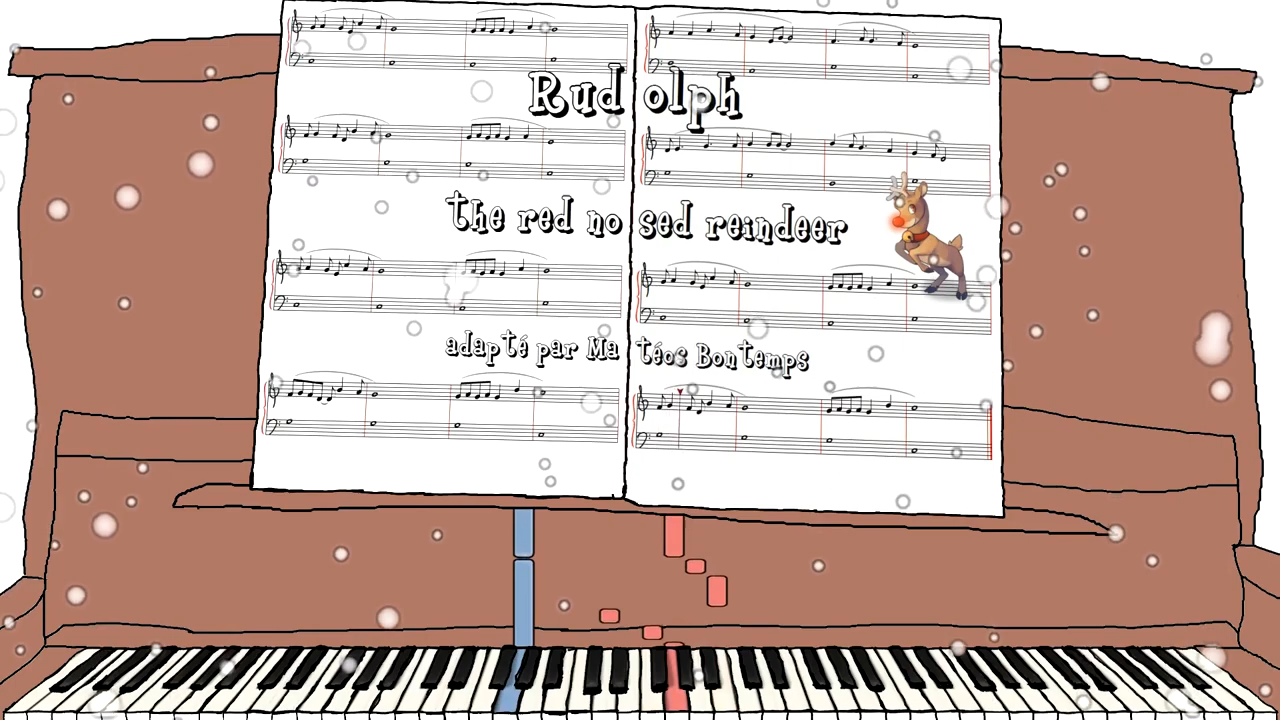 Rudolph
the red nosed reindeer
adapté par Matéos Bontemps